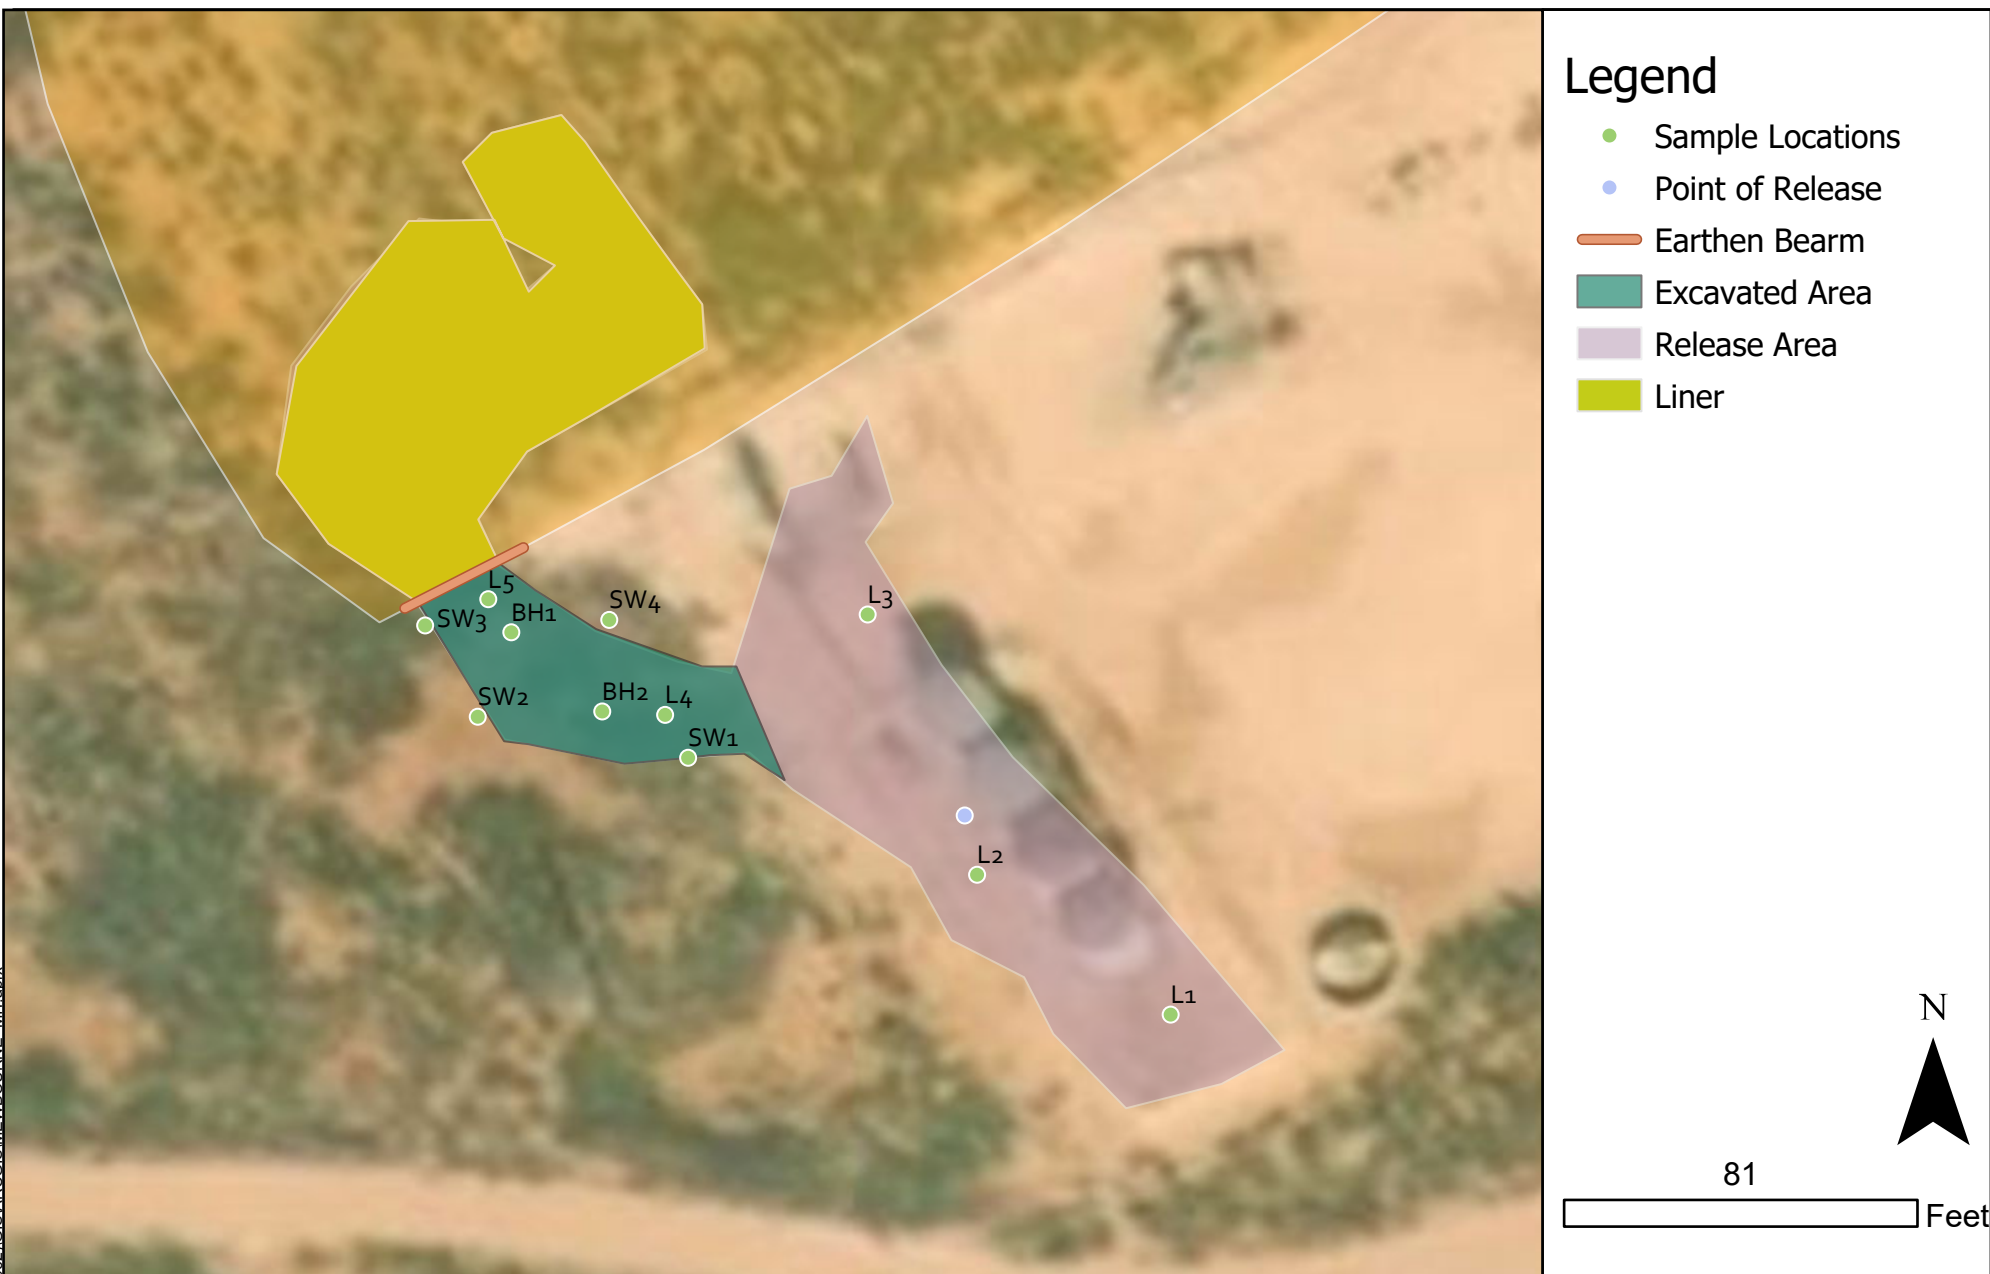 Legend
Sample Locations
Point of Release
Earthen Bearm
Excavated Area
Release Area
Liner
L5
SW3
BH1
SW4
L3
SW2
BH2
L4
SW1
L2
L1
N
81
Feet